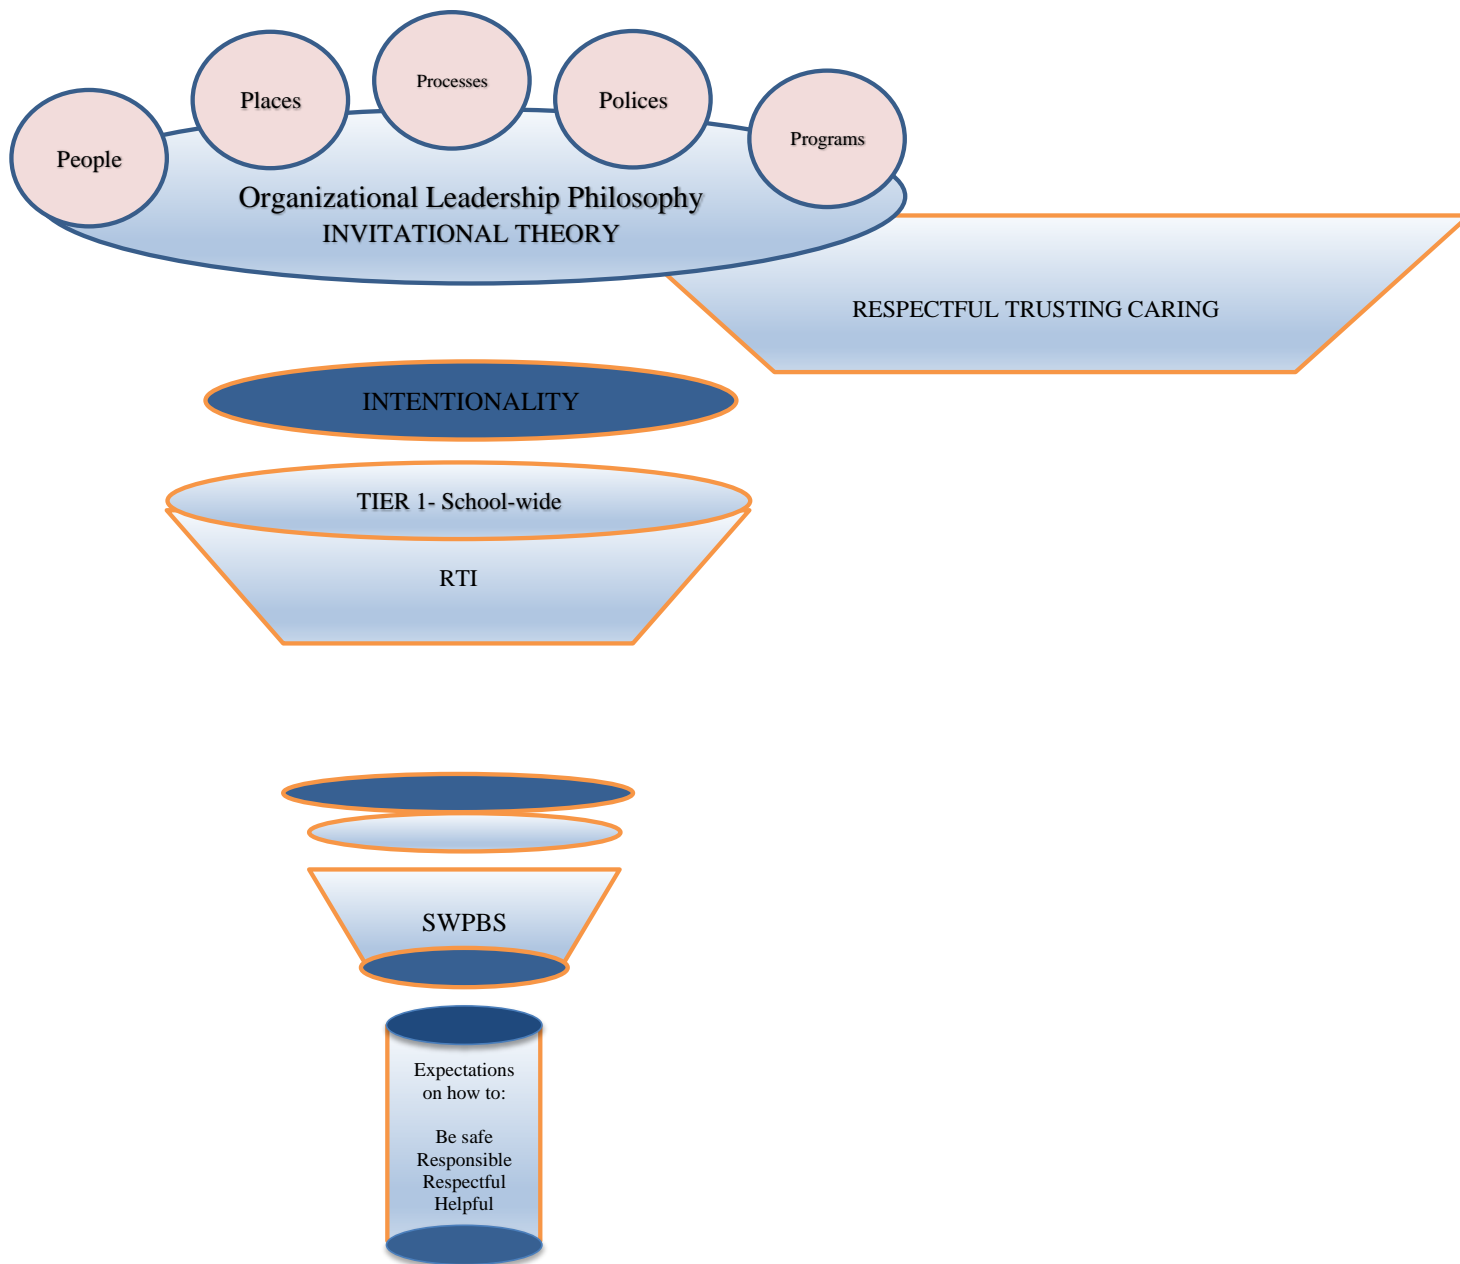 Processes
Places
Polices
Programs
People
Organizational Leadership Philosophy
INVITATIONAL THEORY
RESPECTFUL TRUSTING CARING
INTENTIONALITY
TIER 1- School-wide
RTI
SWPBS
Expectations
on how to:
Be safe
Responsible
Respectful
Helpful